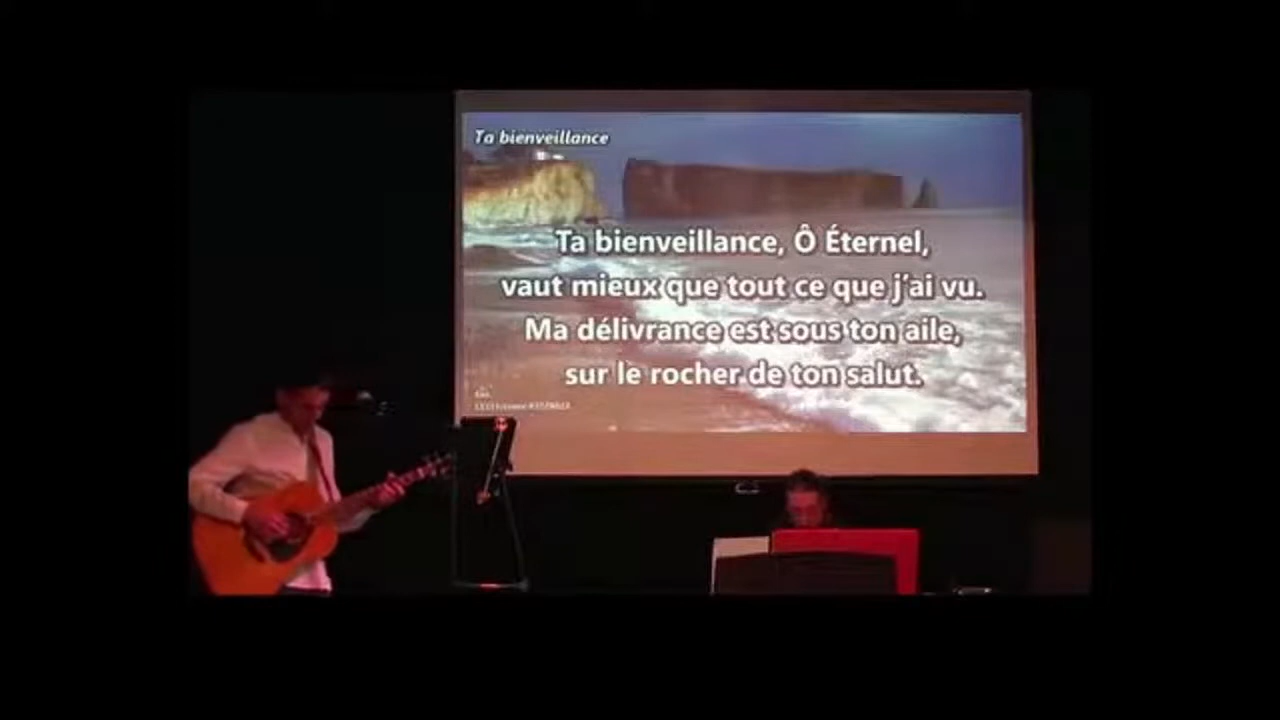 Ta bienveillance
Ta bienveillance, Ô Éternel,
vaut mieux que tout ce que j'ai vu.
Ma délivrance est sous ton aile,
sur le rocher de ton salut.